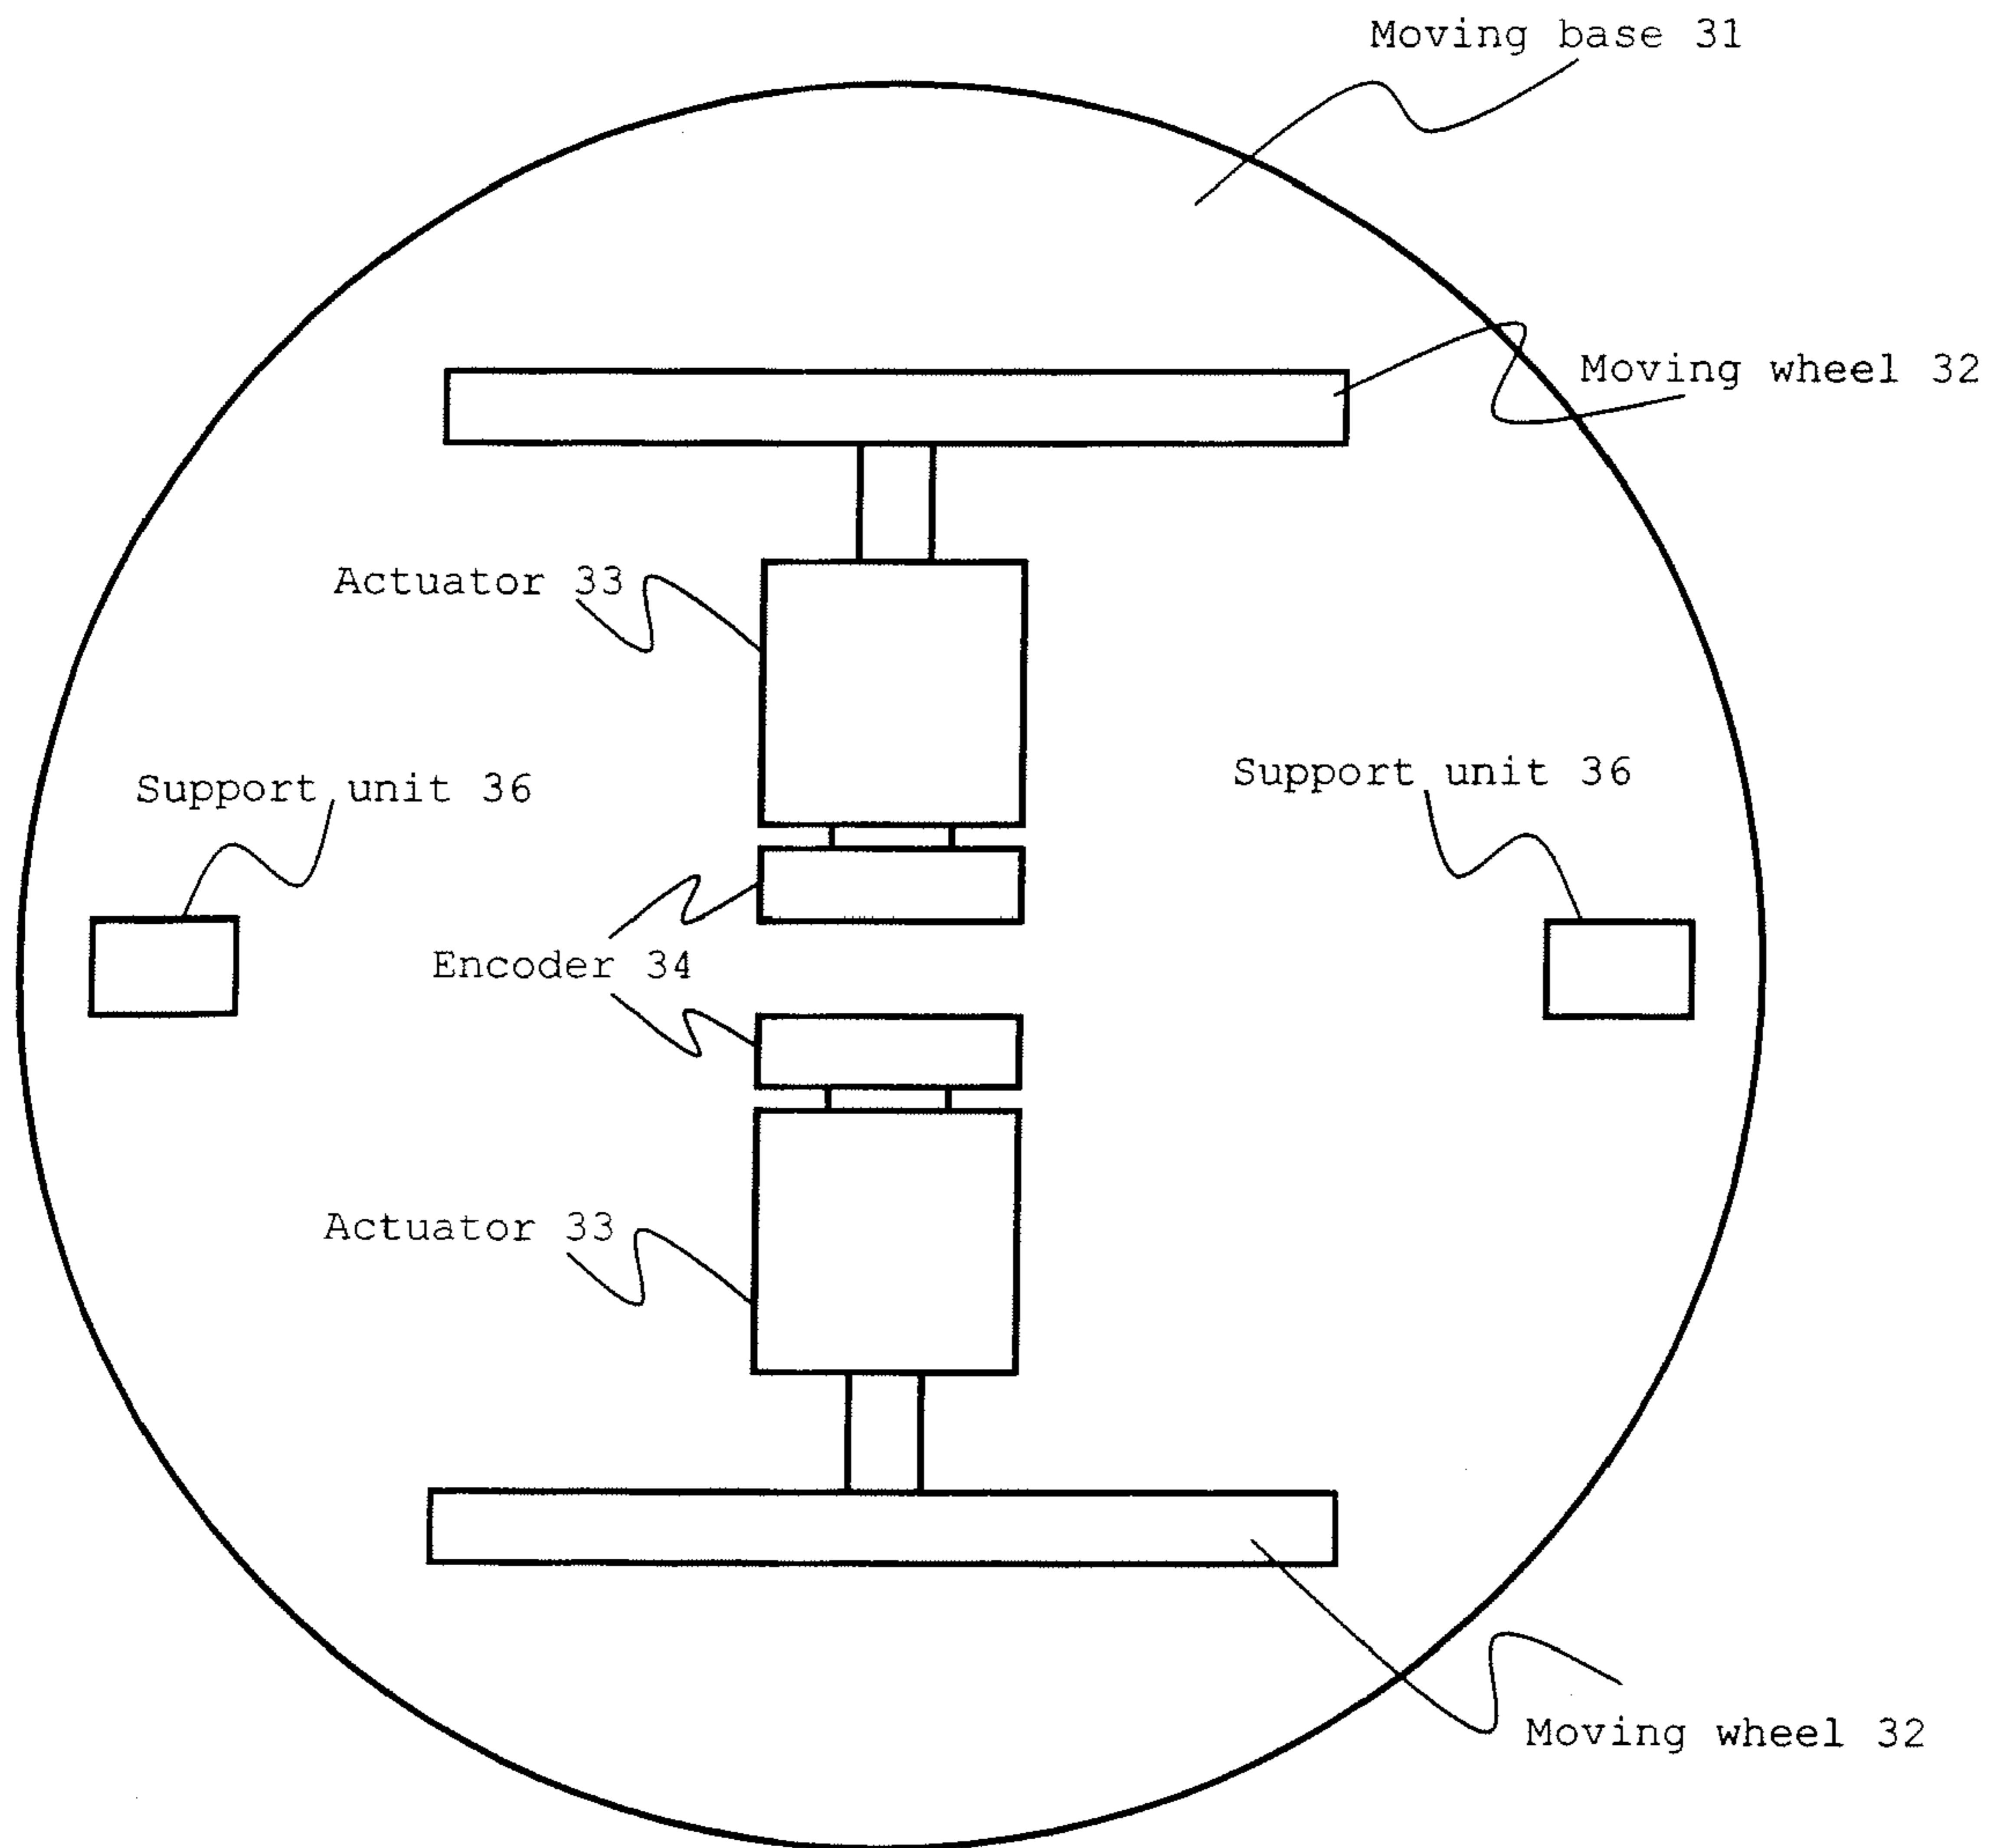 Moving base 31
Moving wheel 32
Actuator 33
Support unit 36
Support unit 36
Encoder 34
Actuator 33
Moving wheel 32